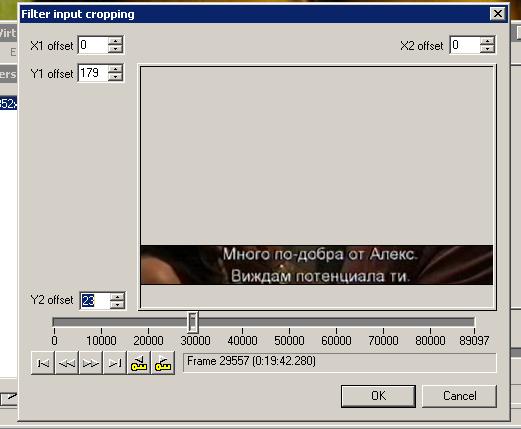 Filter input cropping
X1 offset 0
X2 offset 0
Y1 offset 179
Много по-добра от Алекс.
Виждам потенциала ти.
Y2 offset 23
0 10000 20000 30000 40000 50000 60000 70000 80000 89097
Frame 29557 (0:19:42.280)
OK Cancel